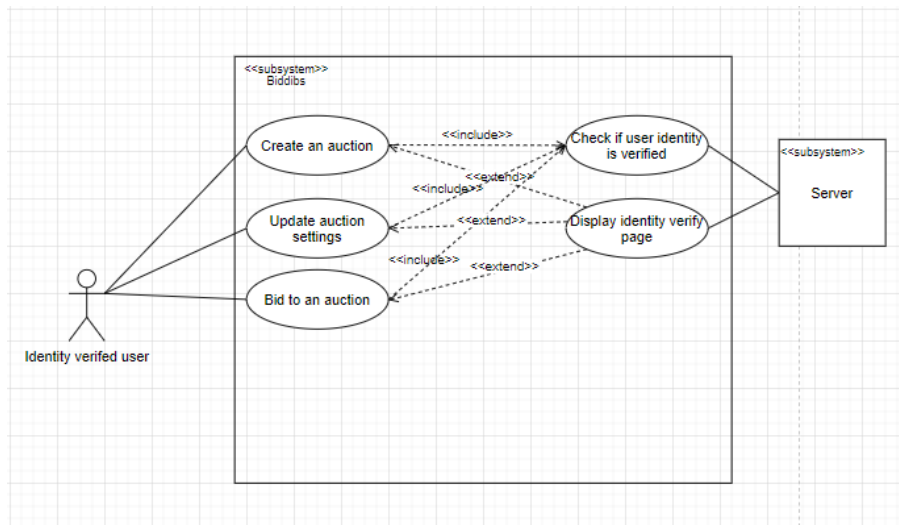 <<subsystem>>
Biddibs
Create an auction
<<include>>
Check if user identity
is verified
<<subsystem>>
Server
<<extend>>
<<include>>
Update auction
settings
<<extend>>
Display identity verify
page
<<include>>
<<extend>>
Bid to an auction
Identity verifed user